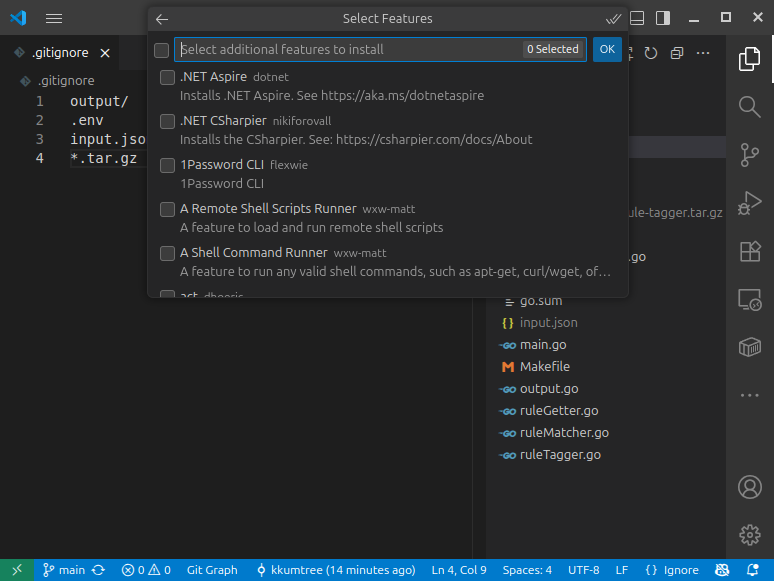 Select Features
.gitignore
Select additional features to install
0 Selected
OK
.gitignore
.NET Aspire dotnet
Installs .NET Aspire. See https://aka.ms/dotnetaspire
.NET CSharpier nikiforovall
Installs the CSharpier. See: https://csharpier.com/docs/About
1Password CLI flexwie
1Password CLI
A Remote Shell Scripts Runner wxw-matt
A feature to load and run remote shell scripts
A Shell Command Runner wxw-matt
A feature to run any valid shell commands, such as apt-get, curl/wget, of…
1 output/
2 .env
3 input.jso
4 *.tar.gz
ule-tagger.tar.gz
.go
go.sum
{} input.json
GO main.go
M Makefile
GO output.go
GO ruleGetter.go
GO ruleMatcher.go
GO ruleTagger.go
main
0
0
Git Graph
kkumtree (14 minutes ago)
Ln 4, Col 9
Spaces: 4
UTF-8
LF
{} Ignore